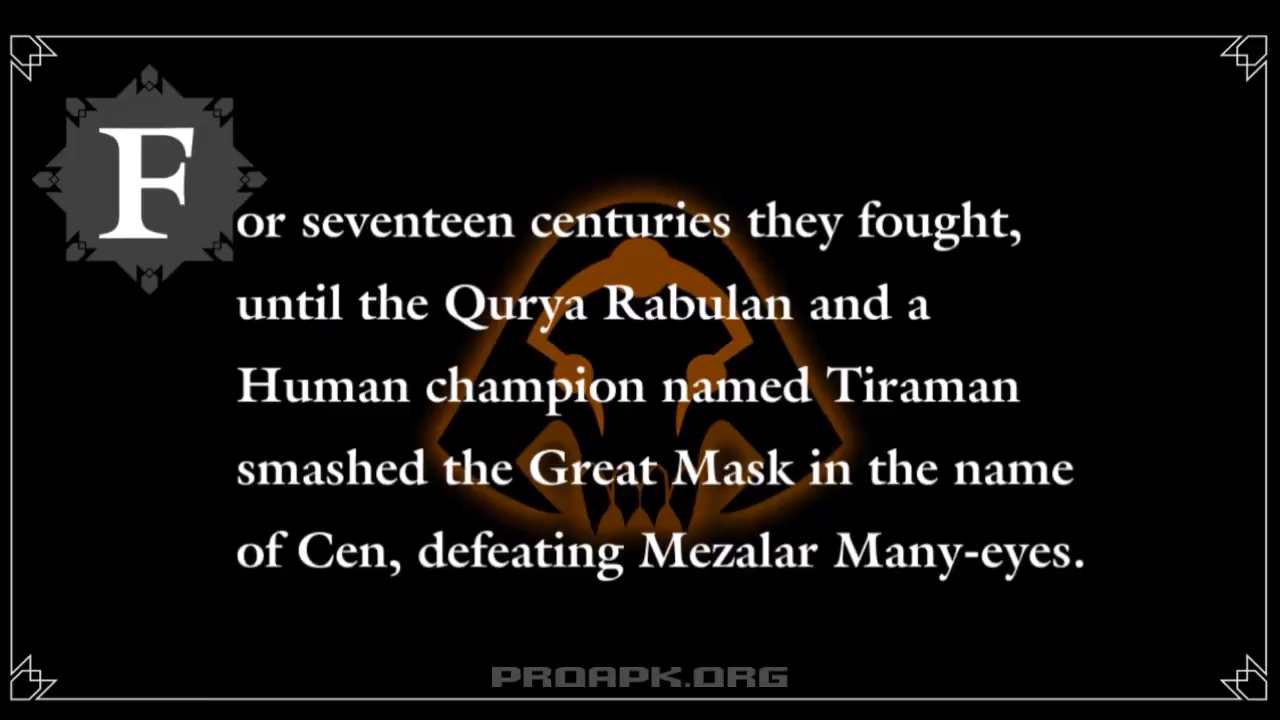 For seventeen centuries they fought,
until the Qurya Rabulan and a
Human champion named Tiraman
smashed the Great Mask in the name
of Cen, defeating Mezalar Many-eyes.
PROAPK.ORG